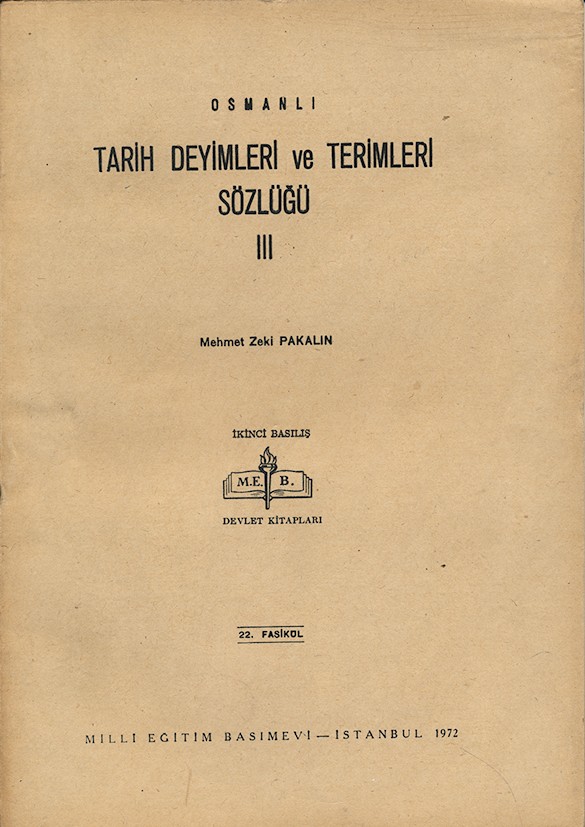 OSMANLI
TARİH DEYİMLERİ ve TERİMLERİ
SÖZLÜĞÜ
III
Mehmet Zeki PAKALIN
İKİNCİ BASILIŞ
M.E. B.
DEVLET KİTAPLARI
22. FASİKÜL
MİLLİ EĞİTİM BASIMEVİ — İSTANBUL 1972